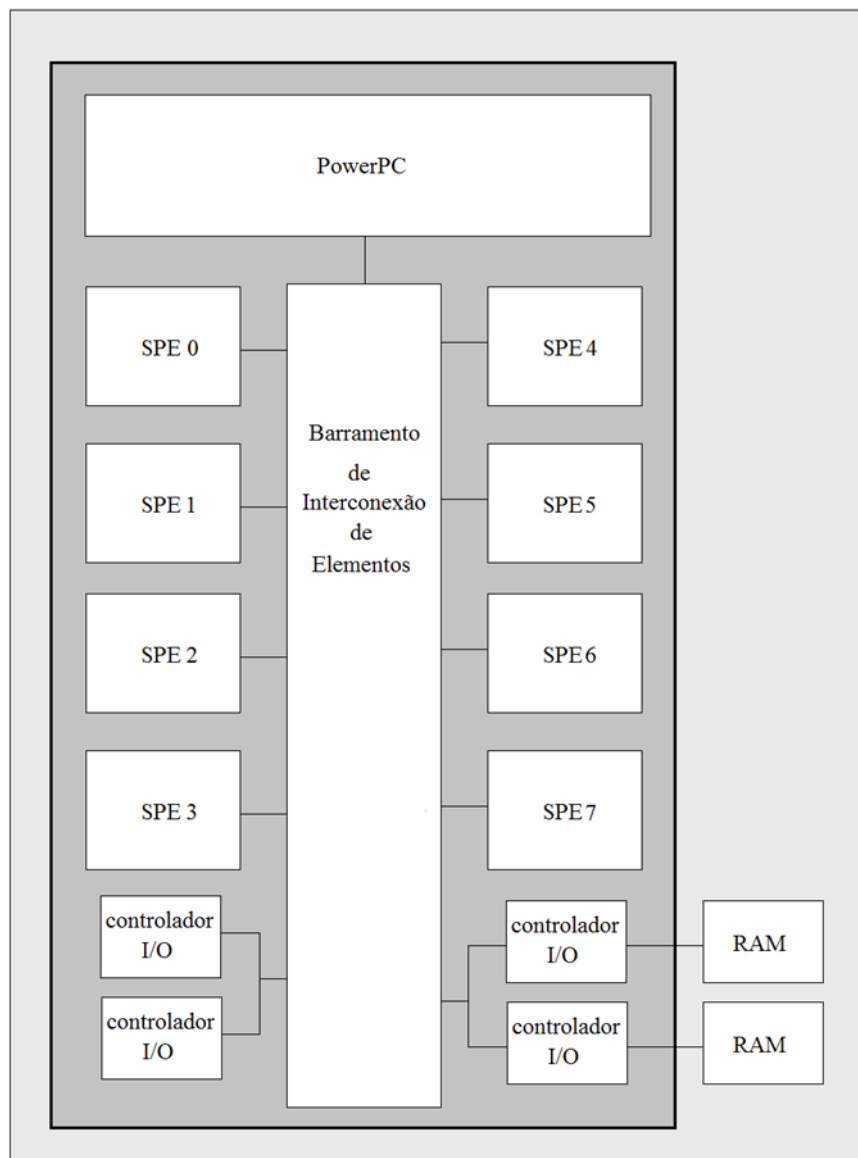 PowerPC
SPE 0
SPE 4
Barramento
de
Interconexão
de
Elementos
SPE 1
SPE 5
SPE 2
SPE 6
SPE 3
SPE 7
controlador
I/O
controlador
I/O
controlador
I/O
RAM
controlador
I/O
RAM